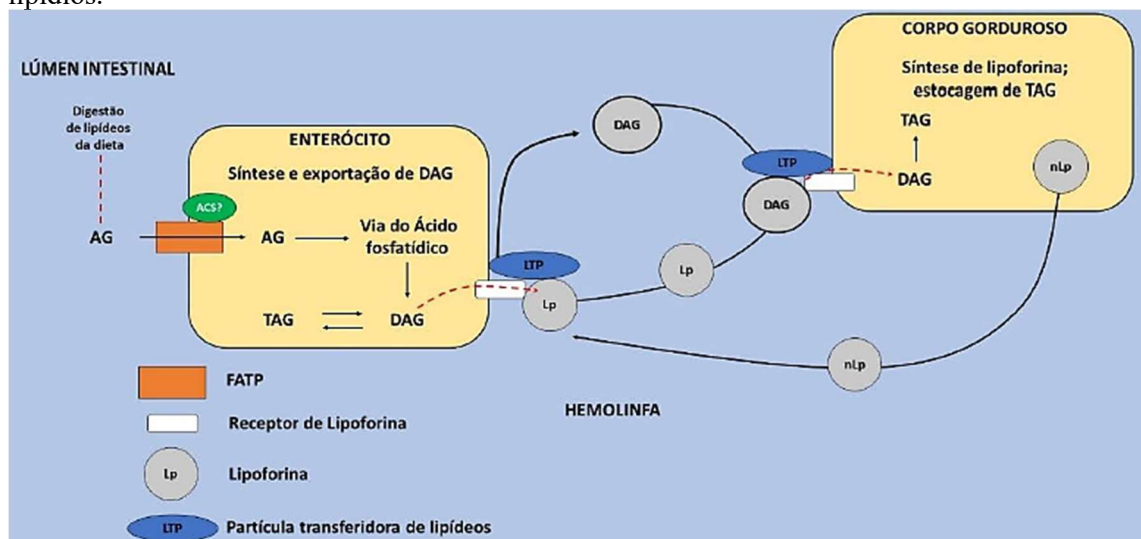 lipídios.
CORPO GORDUROSO
LÚMEN INTESTINAL
Síntese de lipoforina;
estocagem de TAG
Digestão
de lipídeos
da dieta
ENTERÓCITO
Síntese e exportação de DAG
DAG
TAG
LTP
DAG
nLp
DAG
ACS?
AG
AG
Via do Ácido
fosfatídico
LTP
Lp
Lp
TAG
DAG
nLp
FATP
HEMOLINFA
Receptor de Lipoforina
Lp
Lipoforina
LTP
Partícula transferidora de lipídeos